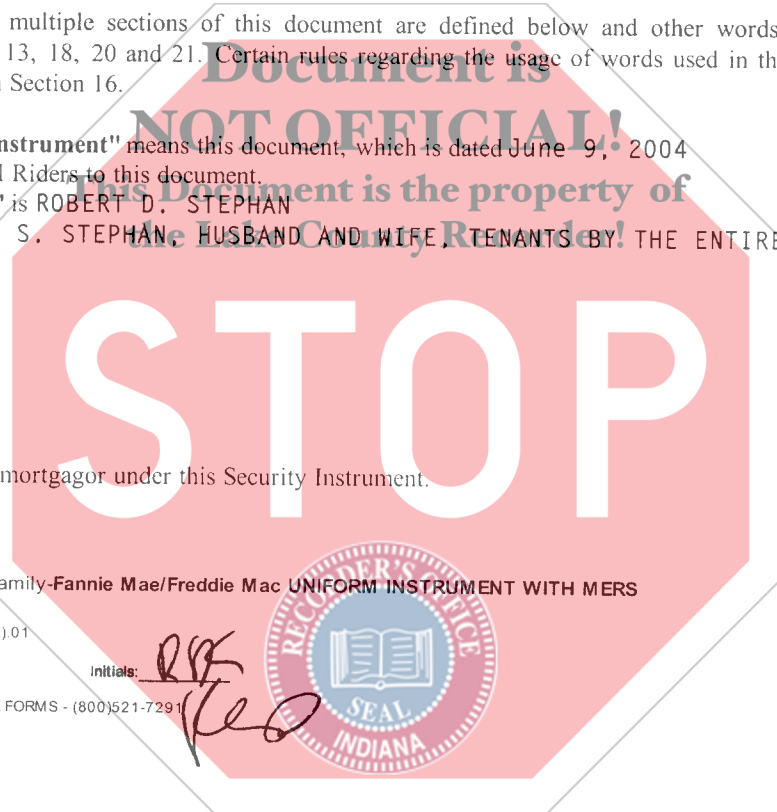 multiple sections of this document are defined below and other words
13, 18, 20 and 21. Certain rules regarding the usage of words used in th
Section 16.
Document is
NOT OFFICIAL!
This Document is the property of
the Lake County Recorder!
nstrument" means this document, which is dated June 9, 2004
Riders to this document.
is ROBERT D. STEPHAN
S. STEPHAN, HUSBAND AND WIFE, TENANTS BY THE ENTIRE
STOP
mortgagor under this Security Instrument.
amily-Fannie Mae/Freddie Mac UNIFORM INSTRUMENT WITH MERS
).01
Initials:
FORMS - (800)521-7291
RECORDER'S OFFICE
SEAL
INDIANA